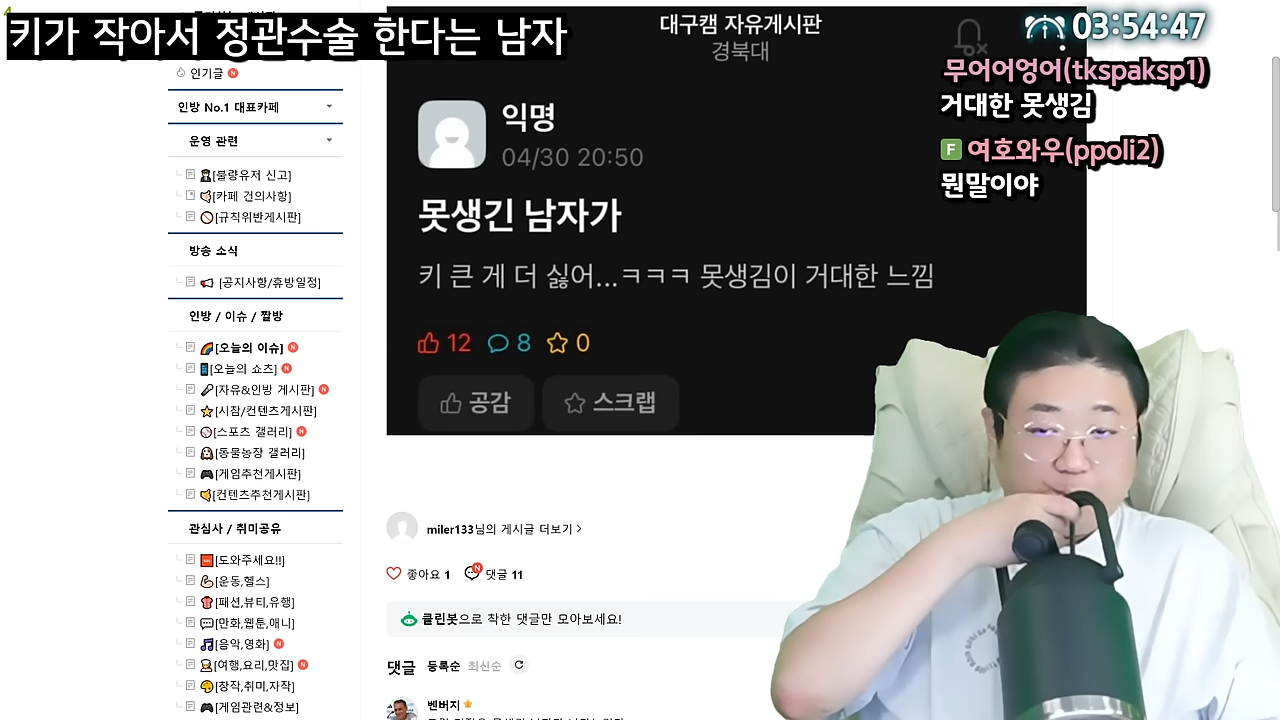 키가 작아서 정관수술 한다는 남자
인기글 N
인방 No.1 대표카페
운영 관련
[불량유저 신고]
[카페 건의사항]
[규칙위반게시판]
방송 소식
[공지사항/휴방일정]
인방 / 이슈 / 짤방
[오늘의 이슈] N
[오늘의 쇼츠] N
[자유&인방 게시판] N
[시참/컨텐츠게시판]
[스포츠 갤러리] N
[동물농장 갤러리]
[게임추천게시판]
[컨텐츠추천게시판]
관심사 / 취미공유
[도와주세요!!]
[운동,헬스]
[패션,뷰티,유행]
[만화,웹툰,애니]
[음악,영화] N
[여행,요리,맛집] N
[창작,취미,자작]
[게임관련&정보]
대구캠 자유게시판
경북대
익명
04/30 20:50
못생긴 남자가
키 큰 게 더 싫어...ㅋㅋㅋ 못생김이 거대한 느낌
12 8 0
공감 스크랩
miler133님의 게시글 더보기
좋아요 1 N 댓글 11
클린봇으로 착한 댓글만 모아보세요!
댓글 등록순 최신순
벤버지
03:54:47
무어어엉어(tkspaksp1)
거대한 못생김
F 여호와우(ppoli2)
뭔말이야